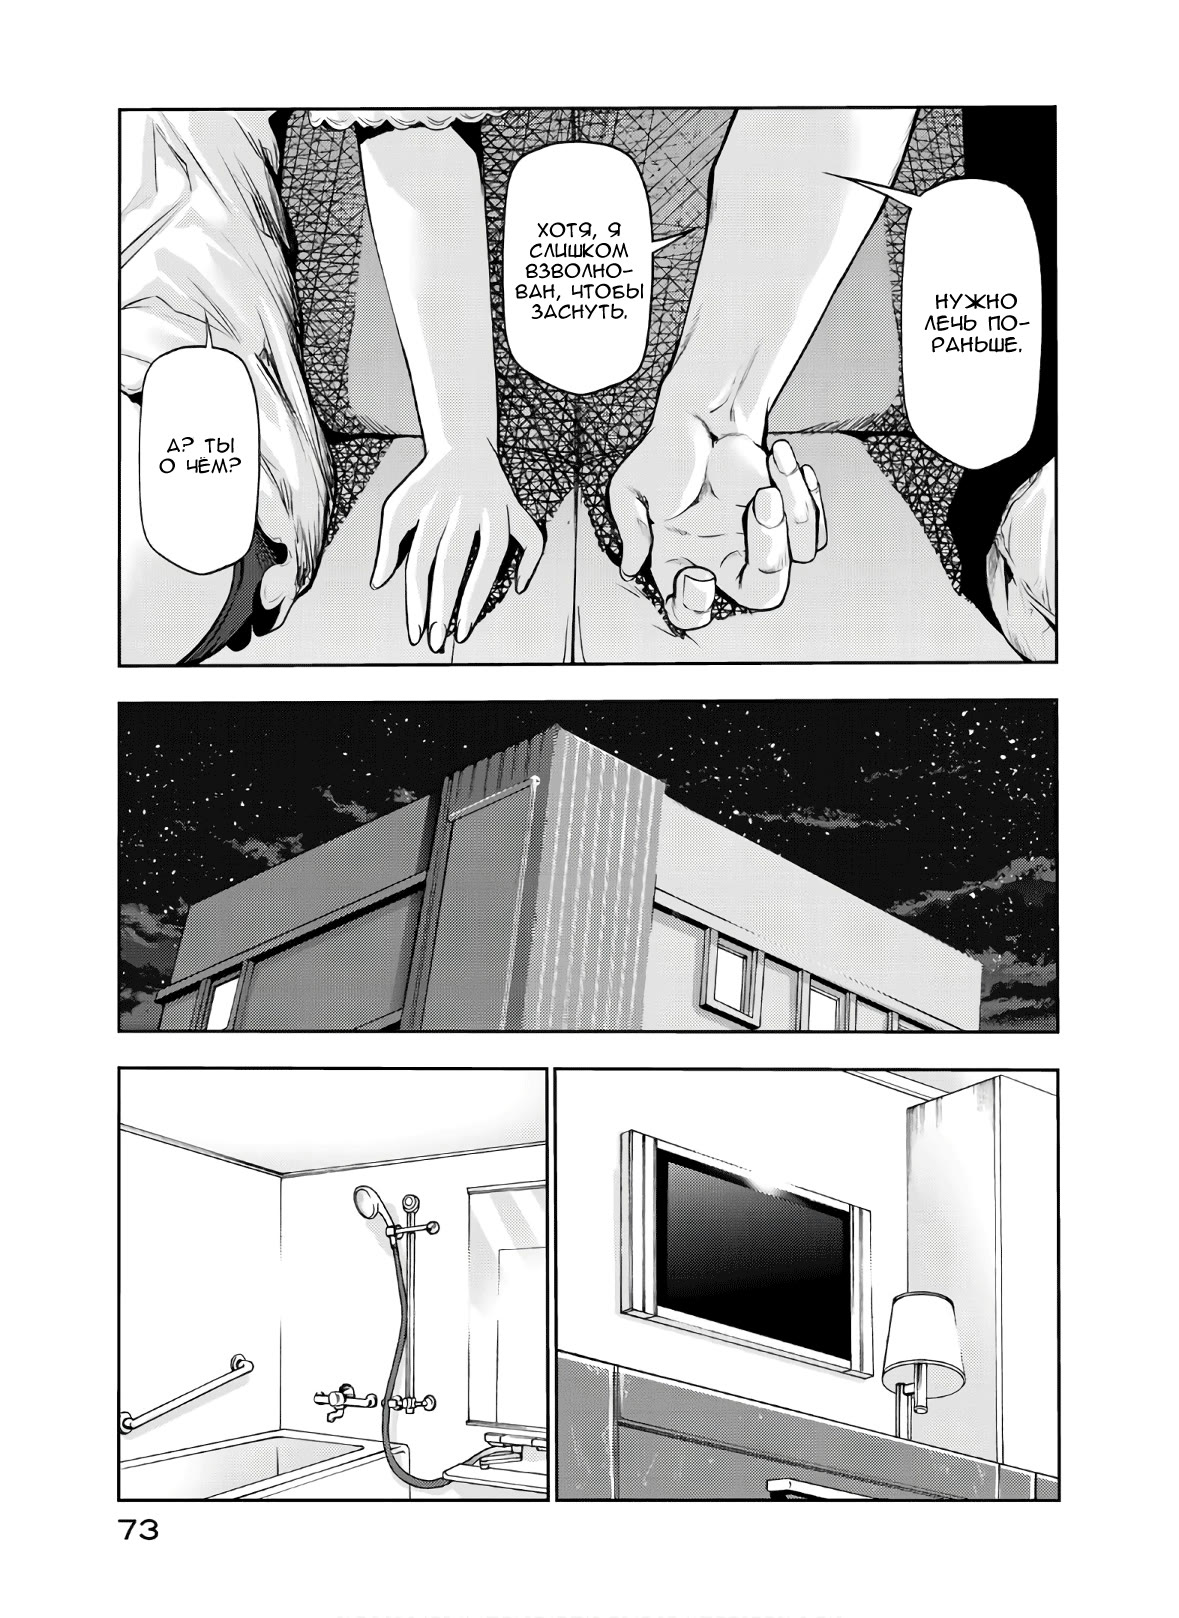 НУЖНО
ЛЕЧЬ ПО-
РАНЬШЕ.
ХОТЯ, Я
СЛИШКОМ
ВЗВОЛНО-
ВАН, ЧТОБЫ
ЗАСНУТЬ.
А? ТЫ
О ЧЁМ?
73